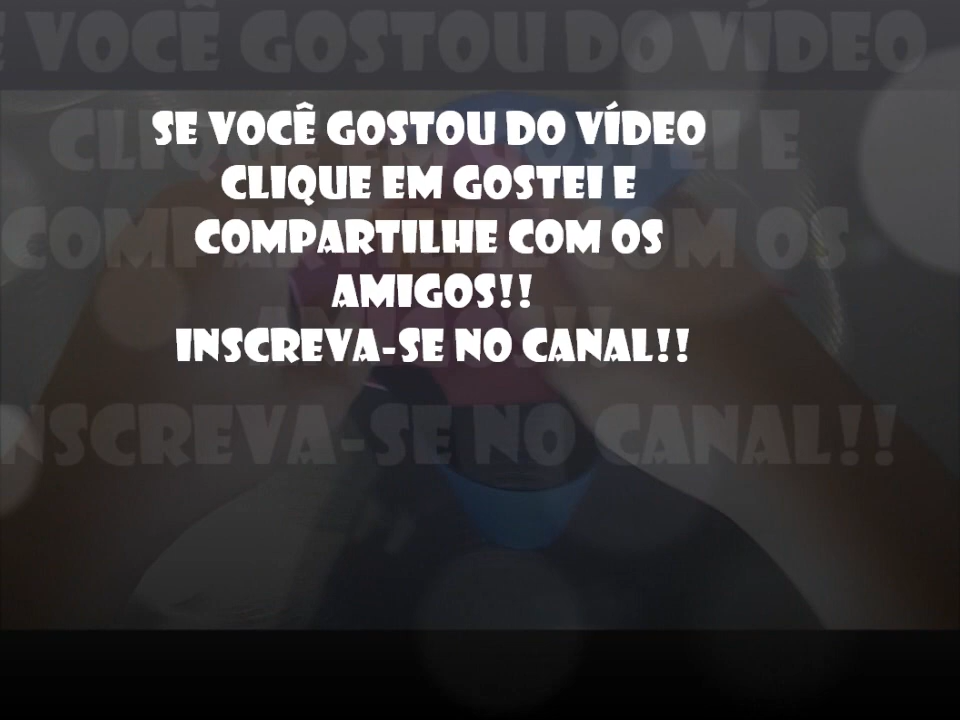 SE VOCÊ GOSTOU DO VÍDEO
CLIQUE EM GOSTEI E
COMPARTILHE COM OS
AMIGOS!!
INSCREVA-SE NO CANAL!!